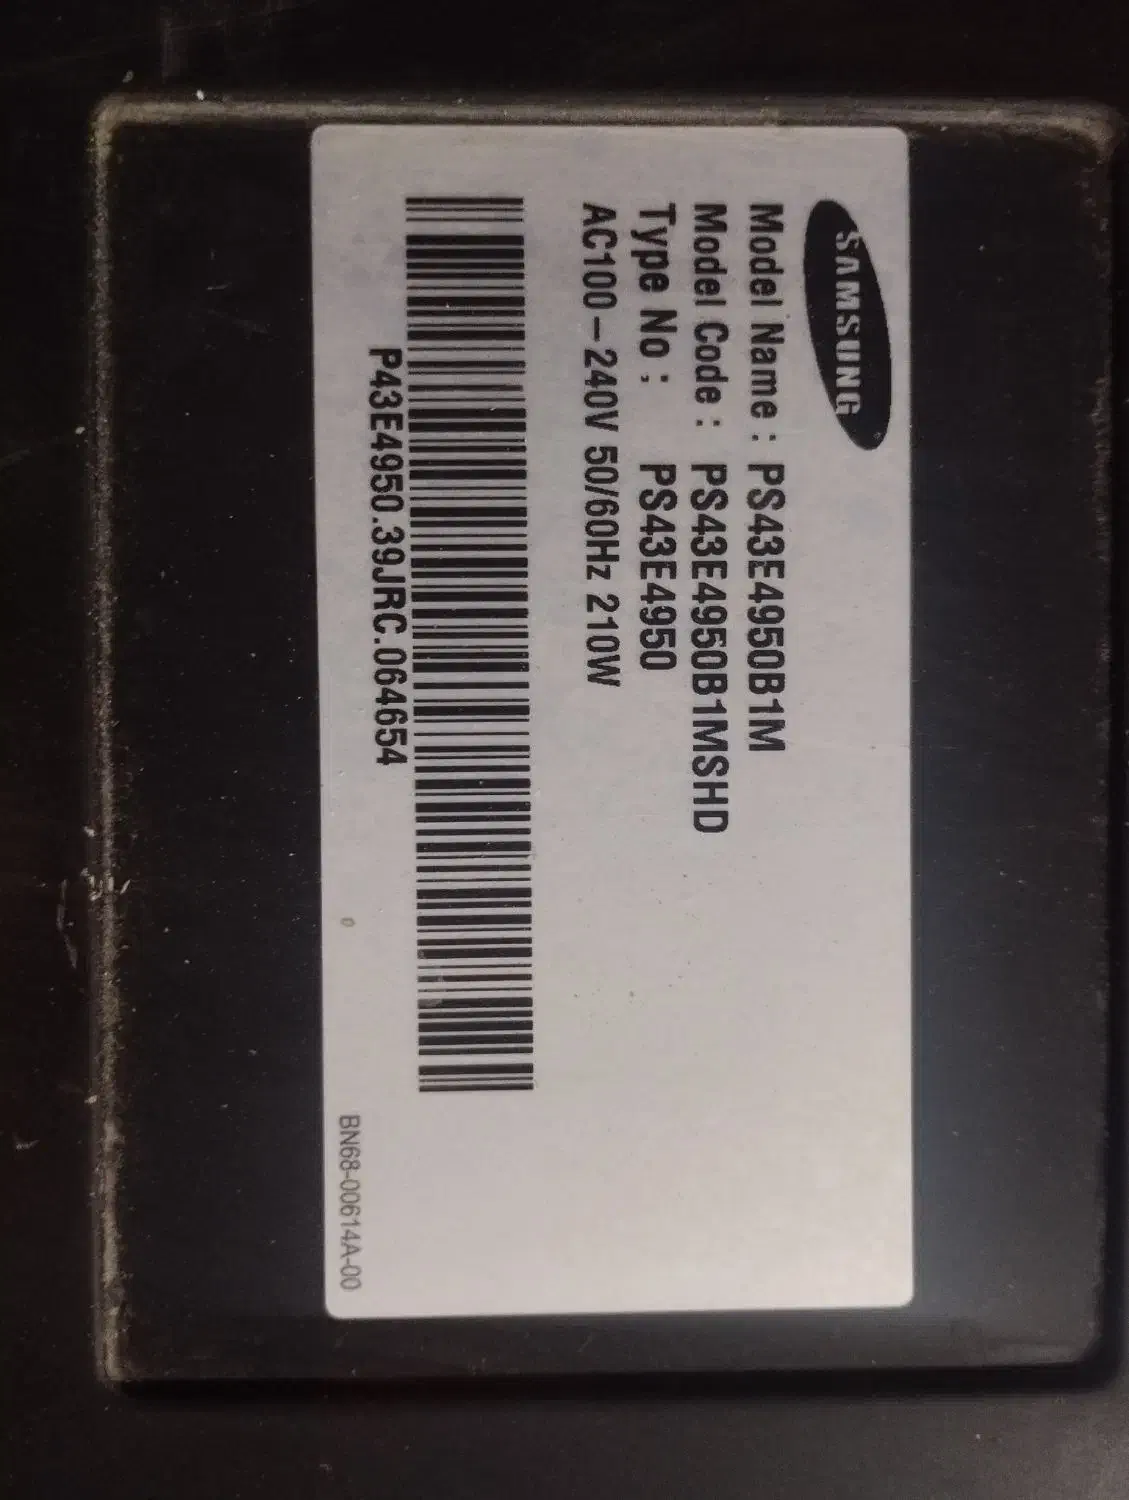 SAMSUNG
Model Name : PS43E4950B1M
Model Code : PS43E4950B1MSHD
Type No : PS43E4950
AC100-240V 50/60Hz 210W
P43E4950.39JRC.064654
0
BN68-00614A-00